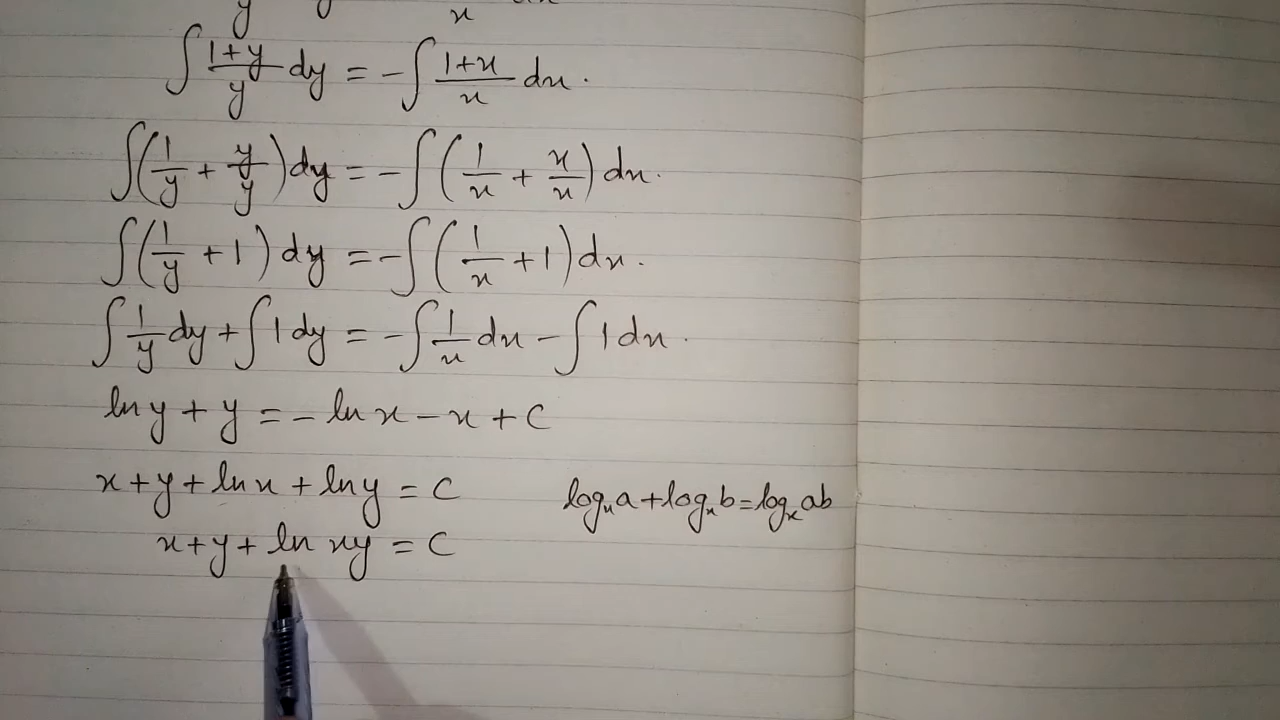 ∫ (1+y)/y dy = -∫ (1+x)/x dx.
∫(1/y + y/y)dy = -∫(1/x + x/x)dx.
∫(1/y + 1)dy = -∫(1/x + 1)dx.
∫ 1/y dy + ∫ 1 dy = -∫ 1/x dx - ∫ 1 dx.
ln y + y = - ln x - x + C
x + y + ln x + ln y = C
logₓa + logₓb = logₓab
x + y + ln xy = C